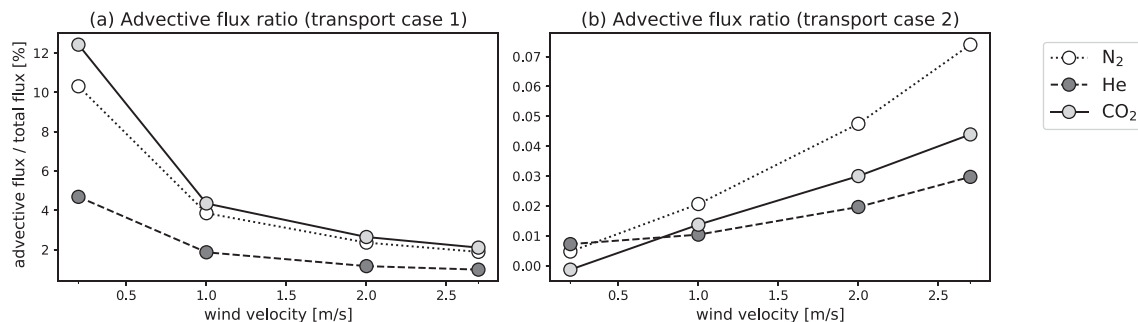 (a) Advective flux ratio (transport case 1)
advective flux / total flux [%]
12
10
8
6
4
2
0.5 1.0 1.5 2.0 2.5
wind velocity [m/s]
(b) Advective flux ratio (transport case 2)
0.07
0.06
0.05
0.04
0.03
0.02
0.01
0.00
0.5 1.0 1.5 2.0 2.5
wind velocity [m/s]
N₂
He
CO₂